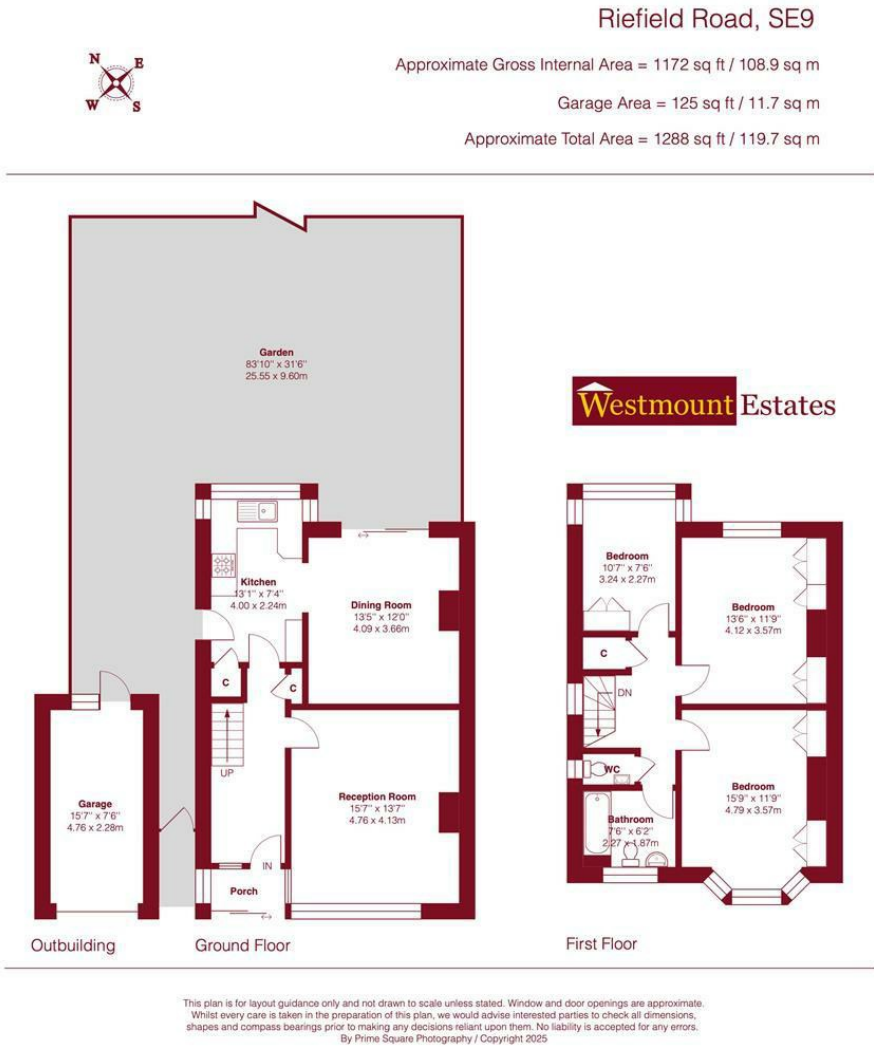 Riefield Road, SE9
N
E
W
S
Approximate Gross Internal Area = 1172 sq ft / 108.9 sq m
Garage Area = 125 sq ft / 11.7 sq m
Approximate Total Area = 1288 sq ft / 119.7 sq m
Garden
83'10'' x 31'6''
25.55 x 9.60m
Westmount Estates
Kitchen
13'1'' x 7'4''
4.00 x 2.24m
Dining Room
13'5'' x 12'0''
4.09 x 3.66m
C
C
UP
Reception Room
15'7'' x 13'7''
4.76 x 4.13m
IN
Porch
Garage
15'7'' x 7'6''
4.76 x 2.28m
Bedroom
10'7'' x 7'6''
3.24 x 2.27m
Bedroom
13'6'' x 11'9''
4.12 x 3.57m
C
DN
WC
Bedroom
15'9'' x 11'9''
4.79 x 3.57m
Bathroom
7'6'' x 6'2''
2.27 x 1.87m
Outbuilding
Ground Floor
First Floor
This plan is for layout guidance only and not drawn to scale unless stated. Window and door openings are approximate.
Whilst every care is taken in the preparation of this plan, we would advise interested parties to check all dimensions,
shapes and compass bearings prior to making any decisions reliant upon them. No liability is accepted for any errors.
By Prime Square Photography / Copyright 2025